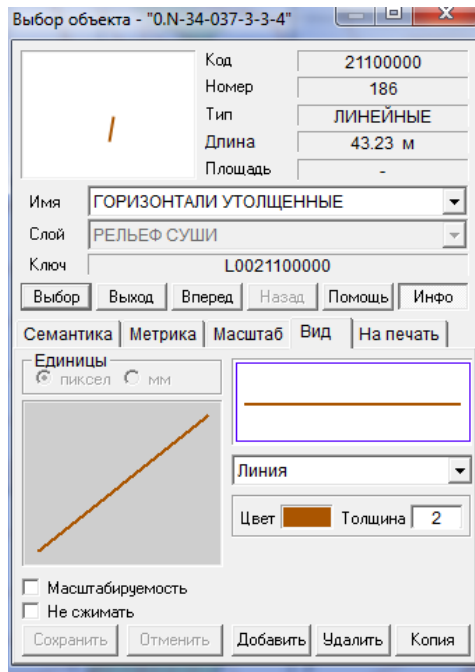 Выбор объекта - "0.N-34-037-3-3-4"
Код 21100000
Номер 186
Тип ЛИНЕЙНЫЕ
Длина 43.23 м
Площадь -
Имя ГОРИЗОНТАЛИ УТОЛЩЕННЫЕ
Слой РЕЛЬЕФ СУШИ
Ключ L0021100000
Выбор Выход Вперед Назад Помощь Инфо
Семантика Метрика Масштаб Вид На печать
Единицы
пиксел мм
Линия
Цвет Толщина 2
Масштабируемость
Не сжимать
Сохранить Отменить Добавить Удалить Копия